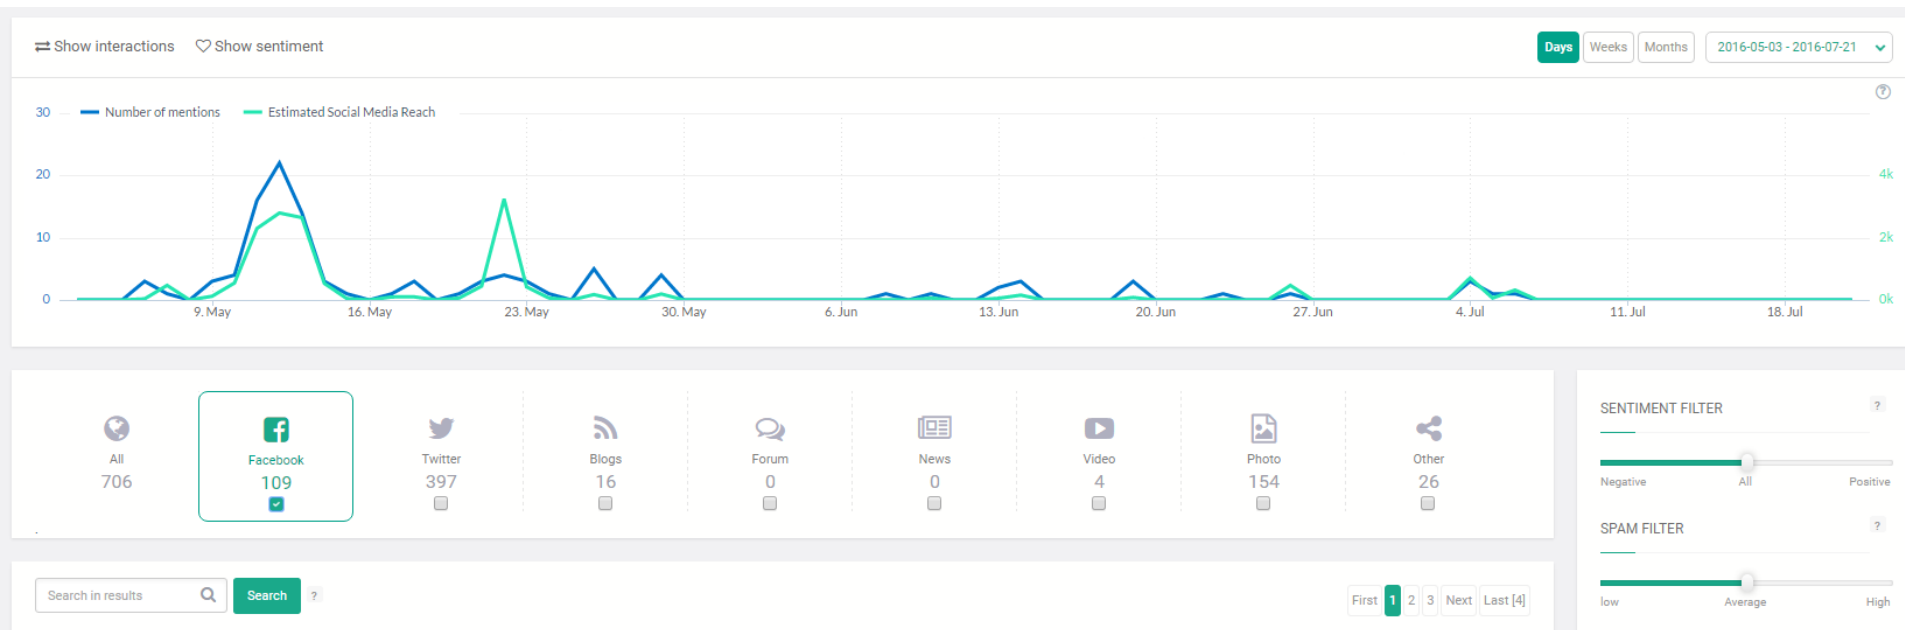 Show interactions Show sentiment Days Weeks Months 2016-05-03 - 2016-07-21
?
30 Number of mentions Estimated Social Media Reach
20 4k
10 2k
0 0k
9. May 16. May 23. May 30. May 6. Jun 13. Jun 20. Jun 27. Jun 4. Jul 11. Jul 18. Jul
All Facebook Twitter Blogs Forum News Video Photo Other
706 109 397 16 0 0 4 154 26
SENTIMENT FILTER ?
Negative All Positive
SPAM FILTER ?
low Average High
Search in results Search ? First 1 2 3 Next Last [4]